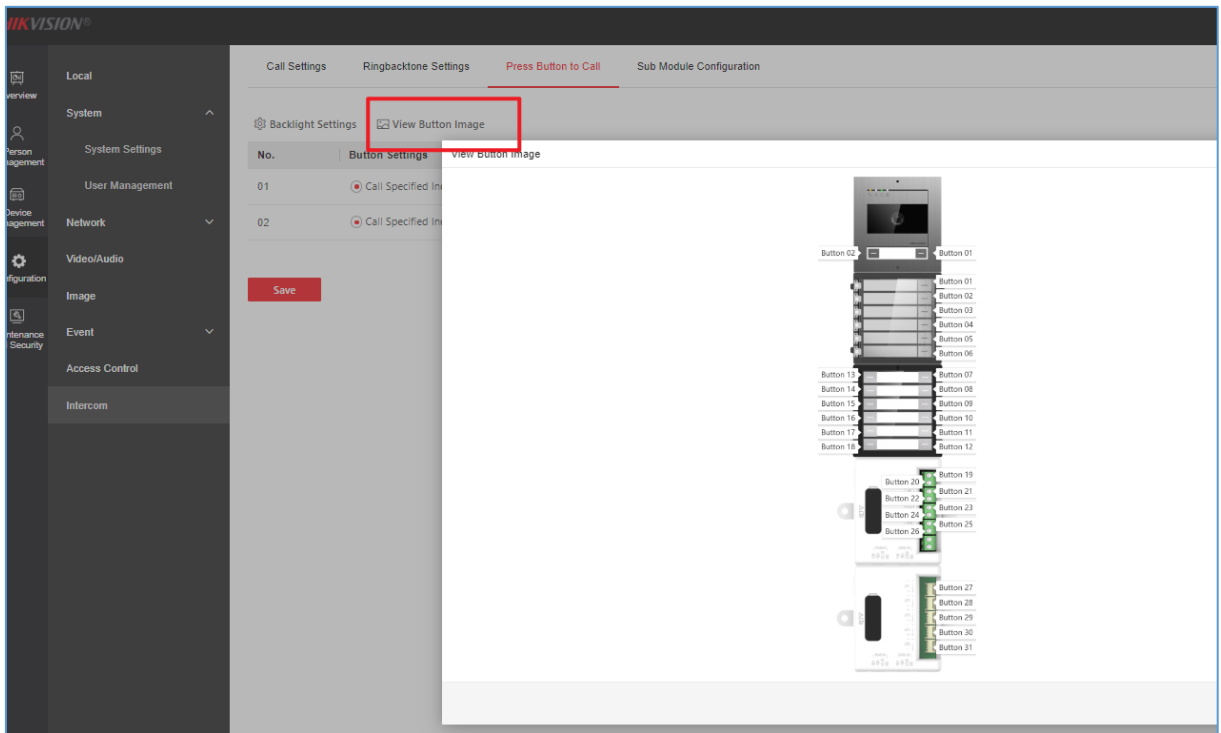 HIKVISION®
Call Settings Ringbacktone Settings Press Button to Call Sub Module Configuration
Local
System
System Settings
User Management
Network
Video/Audio
Image
Event
Access Control
Intercom
verview
Person
nagement
Device
nagement
nfiguration
ntenance
Security
Backlight Settings View Button Image
No. Button Settings
01 Call Specified In
02 Call Specified In
Save
View Button Image
Button 02 Button 01
Button 01
Button 02
Button 03
Button 04
Button 05
Button 06
Button 13 Button 07
Button 14 Button 08
Button 15 Button 09
Button 16 Button 10
Button 17 Button 11
Button 18 Button 12
Button 19
Button 20
Button 21
Button 22
Button 23
Button 24
Button 25
Button 26
Button 27
Button 28
Button 29
Button 30
Button 31